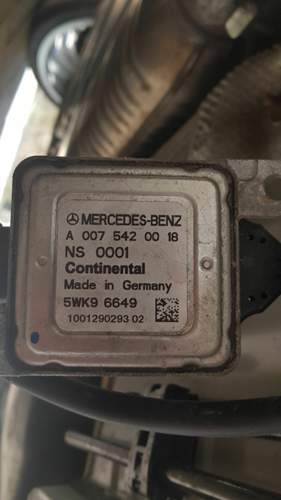 MERCEDES-BENZ
A 007 542 00 18
NS 0001
Continental
Made in Germany
5WK9 6649
1001290293 02